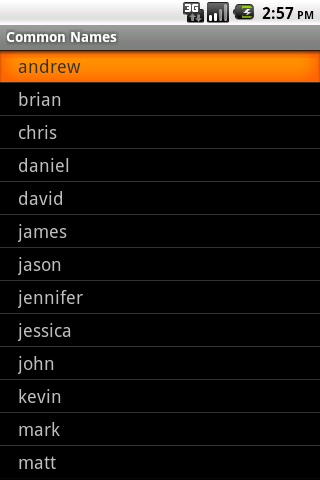 3G 2:57 PM
Common Names
andrew
brian
chris
daniel
david
james
jason
jennifer
jessica
john
kevin
mark
matt